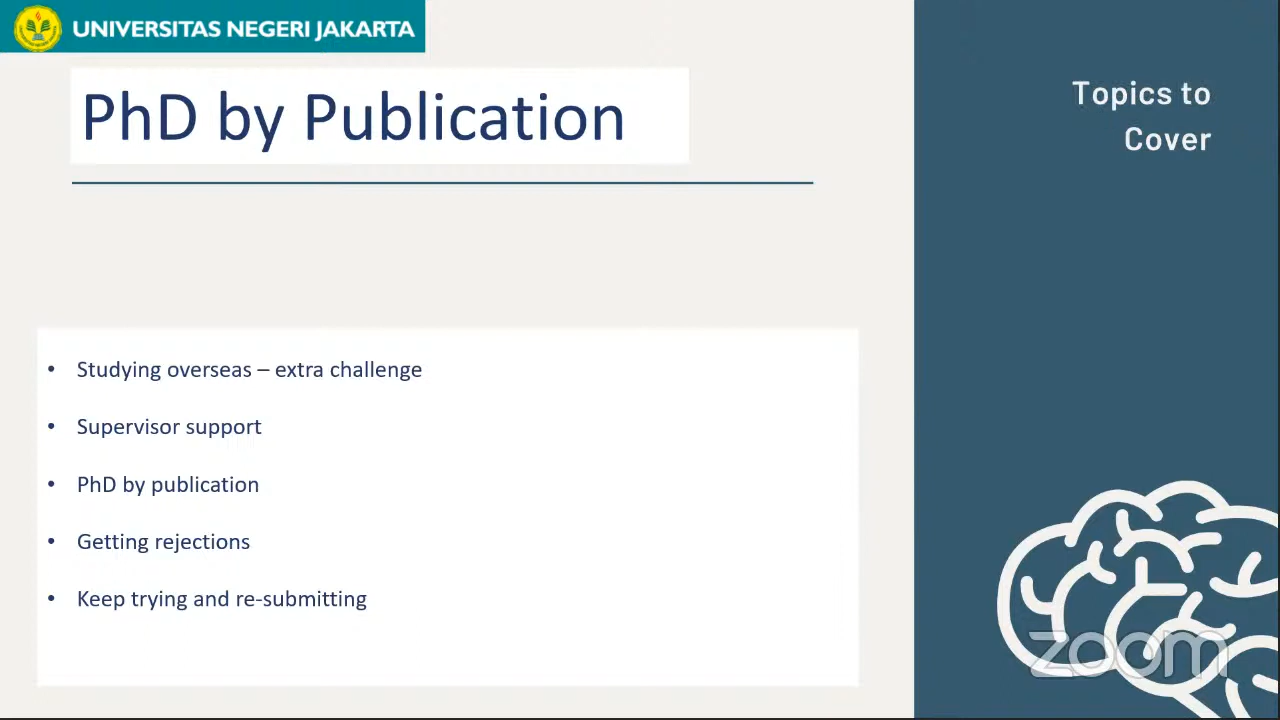 UNIVERSITAS NEGERI JAKARTA
PhD by Publication
Topics to
Cover
• Studying overseas – extra challenge
• Supervisor support
• PhD by publication
• Getting rejections
• Keep trying and re-submitting
zoom